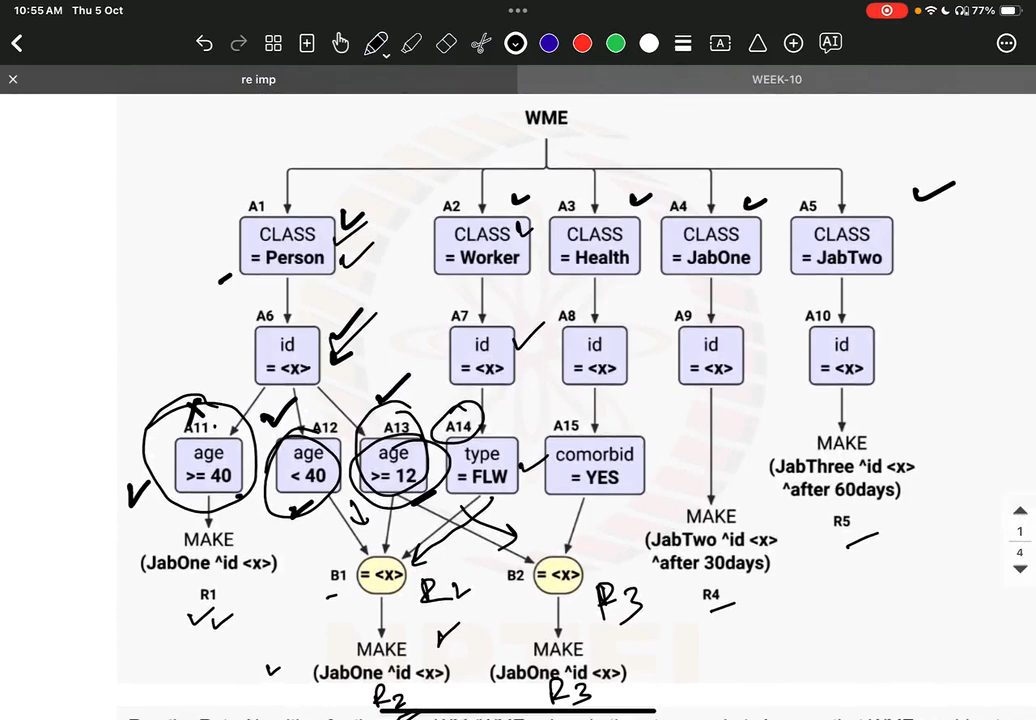 10:55 AM Thu 5 Oct
77%
A
AI
re imp
WEEK-10
WME
A1
A2
A3
A4
A5
CLASS
= Person
CLASS
= Worker
CLASS
= Health
CLASS
= JabOne
CLASS
= JabTwo
A6
A7
A8
A9
A10
id
= <x>
id
= <x>
id
= <x>
id
= <x>
id
= <x>
A11
A12
A13
A14
A15
age
>= 40
age
< 40
age
>= 12
type
= FLW
comorbid
= YES
MAKE
(JabThree ^id <x>
^after 60days)
R5
MAKE
(JabTwo ^id <x>
^after 30days)
R4
MAKE
(JabOne ^id <x>)
R1
B1
= <x>
R2
B2
= <x>
R3
MAKE
(JabOne ^id <x>)
R2
MAKE
(JabOne ^id <x>)
R3
1
4
NPTEL